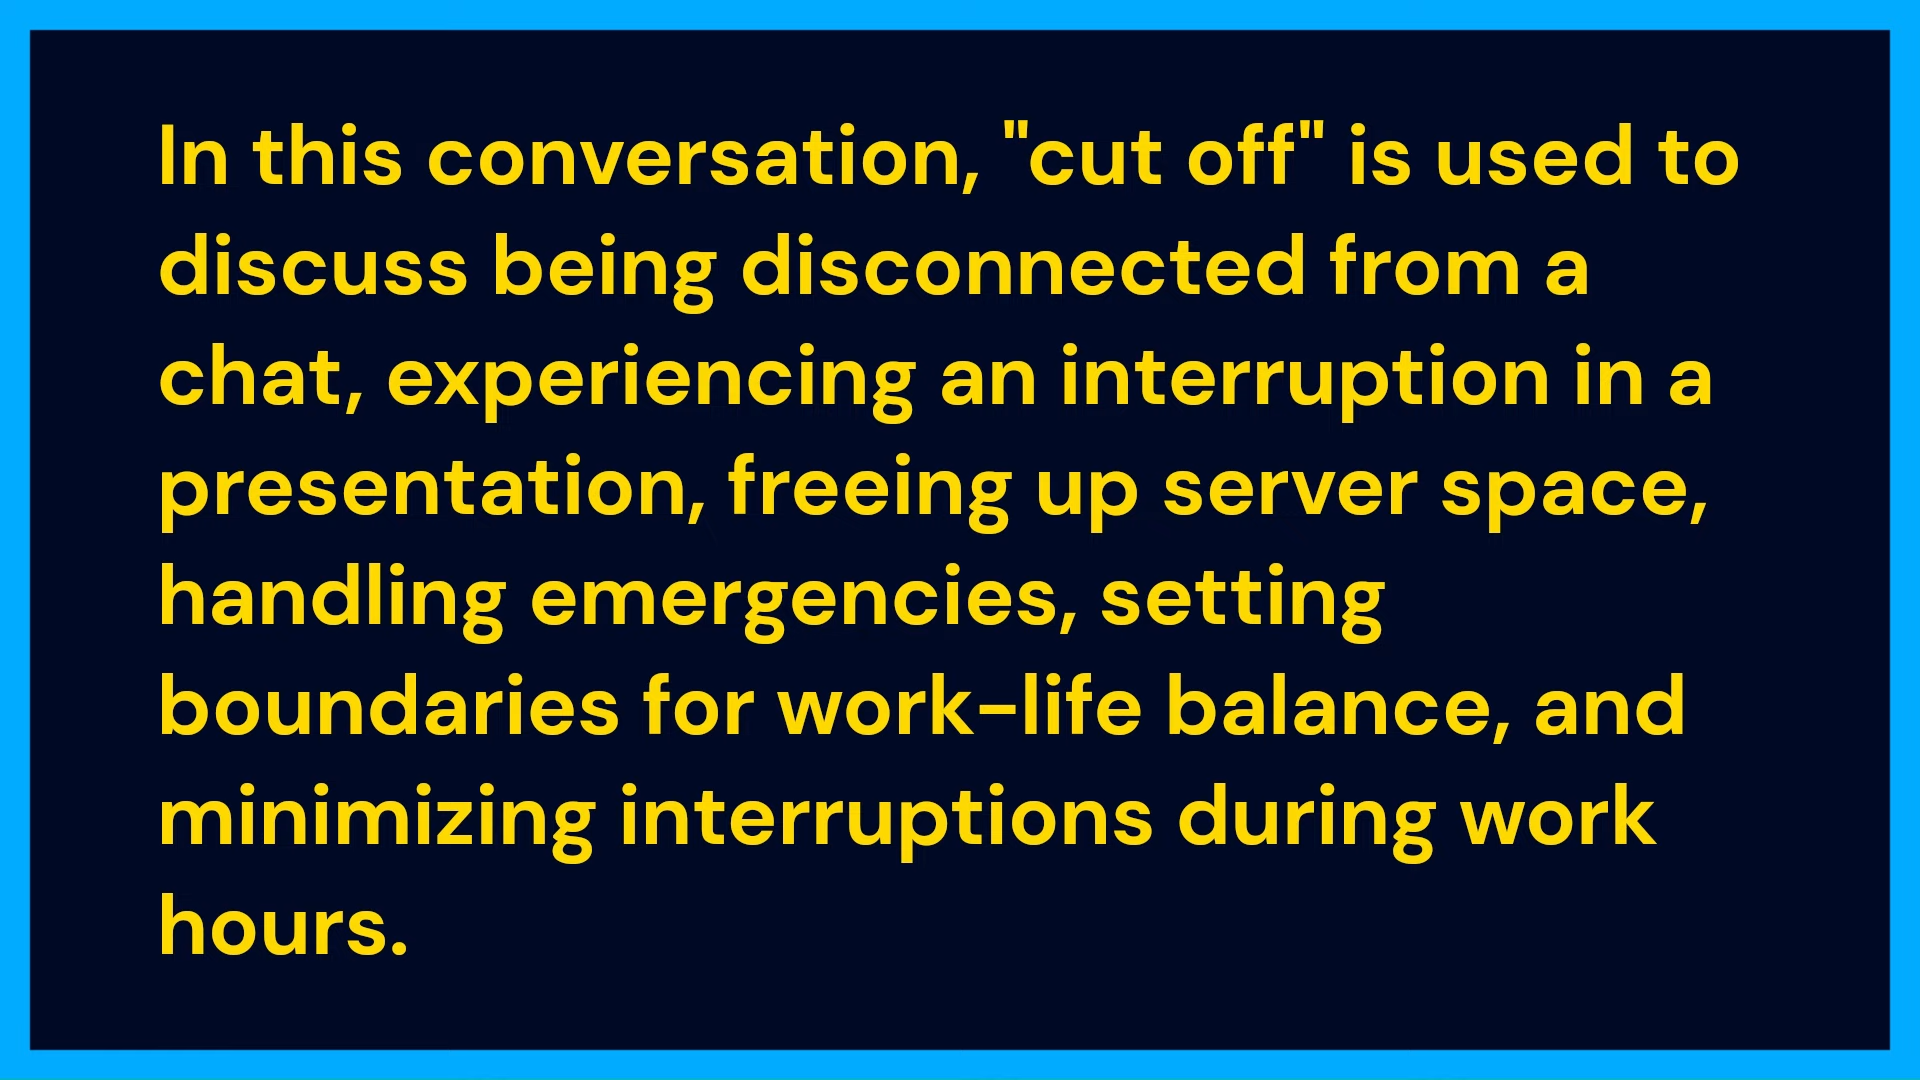 In this conversation, "cut off" is used to
discuss being disconnected from a
chat, experiencing an interruption in a
presentation, freeing up server space,
handling emergencies, setting
boundaries for work-life balance, and
minimizing interruptions during work
hours.